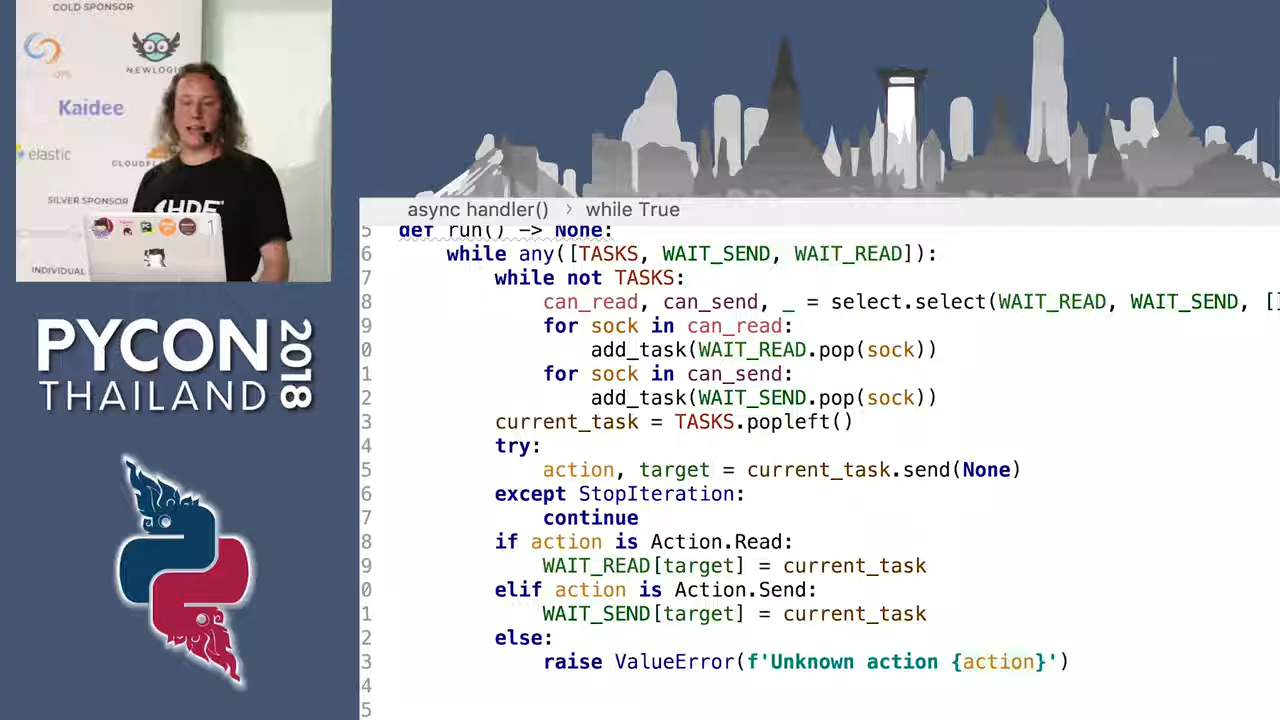 GOLD SPONSOR
OPS
NEWLOGIC
Kaidee
elastic
CLOUDFLARE
SILVER SPONSOR
HDE
INDIVIDUAL
PYCON
THAILAND
2018
async handler() › while True
5 def run() -> None:
6 while any([TASKS, WAIT_SEND, WAIT_READ]):
7 while not TASKS:
8 can_read, can_send, _ = select.select(WAIT_READ, WAIT_SEND, []
9 for sock in can_read:
0 add_task(WAIT_READ.pop(sock))
1 for sock in can_send:
2 add_task(WAIT_SEND.pop(sock))
3 current_task = TASKS.popleft()
4 try:
5 action, target = current_task.send(None)
6 except StopIteration:
7 continue
8 if action is Action.Read:
9 WAIT_READ[target] = current_task
0 elif action is Action.Send:
1 WAIT_SEND[target] = current_task
2 else:
3 raise ValueError(f'Unknown action {action}')
4
5